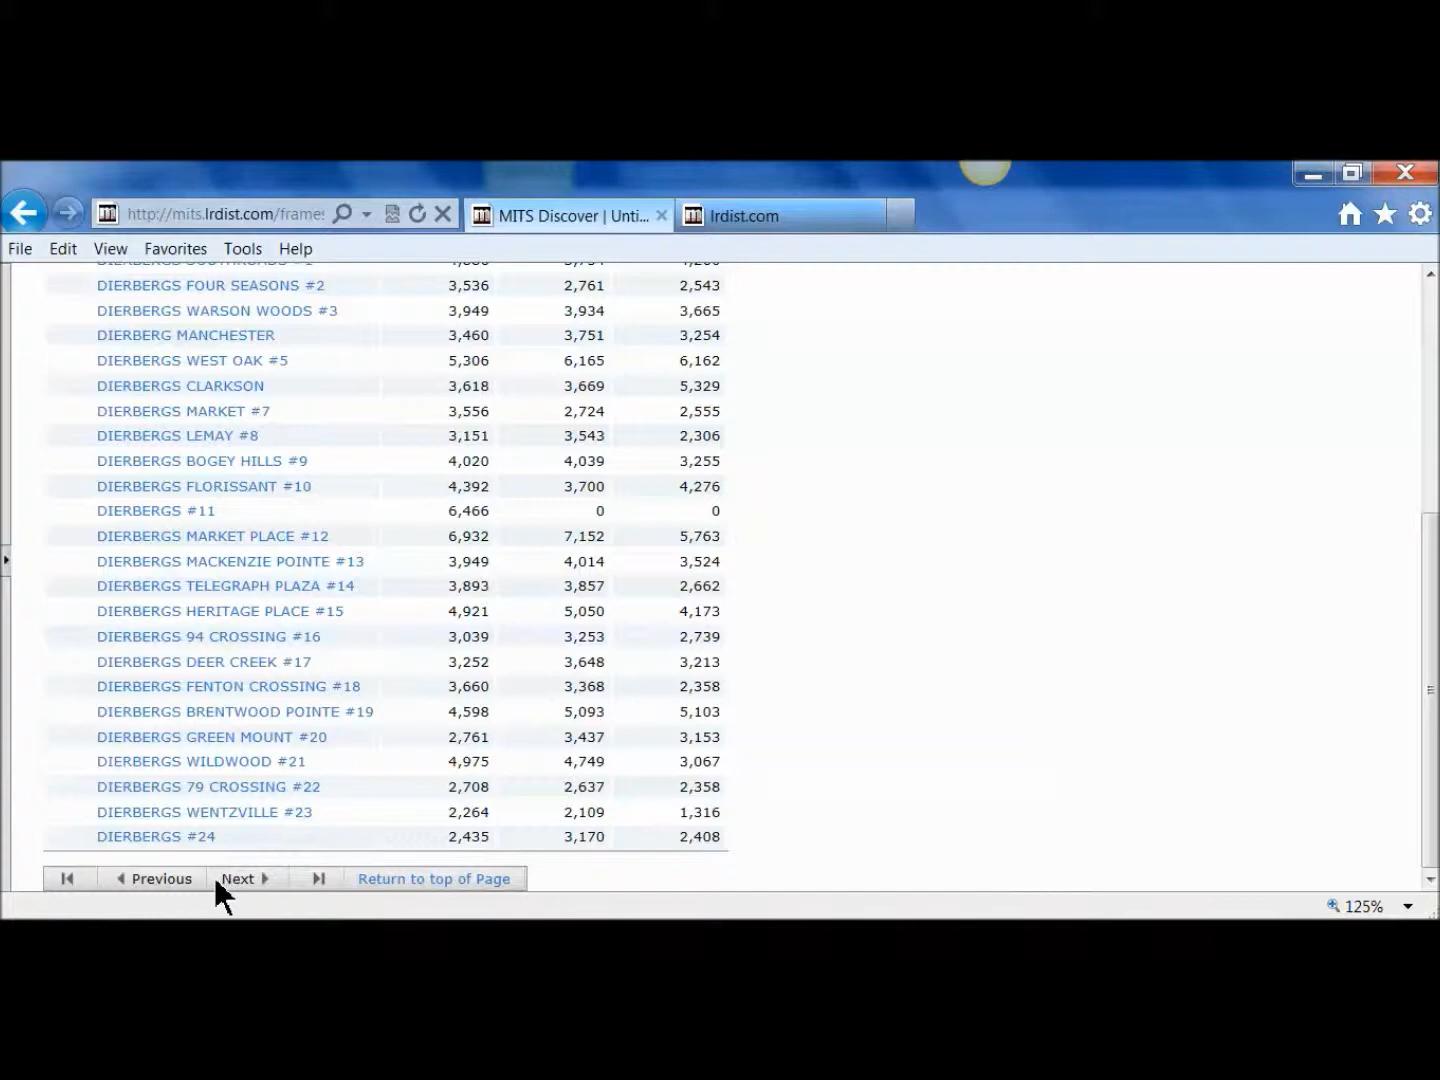 http://mits.lrdist.com/frame
MITS Discover | Unti...
lrdist.com
File Edit View Favorites Tools Help
DIERBERGS FOUR SEASONS #2 3,536 2,761 2,543
DIERBERGS WARSON WOODS #3 3,949 3,934 3,665
DIERBERG MANCHESTER 3,460 3,751 3,254
DIERBERGS WEST OAK #5 5,306 6,165 6,162
DIERBERGS CLARKSON 3,618 3,669 5,329
DIERBERGS MARKET #7 3,556 2,724 2,555
DIERBERGS LEMAY #8 3,151 3,543 2,306
DIERBERGS BOGEY HILLS #9 4,020 4,039 3,255
DIERBERGS FLORISSANT #10 4,392 3,700 4,276
DIERBERGS #11 6,466 0 0
DIERBERGS MARKET PLACE #12 6,932 7,152 5,763
DIERBERGS MACKENZIE POINTE #13 3,949 4,014 3,524
DIERBERGS TELEGRAPH PLAZA #14 3,893 3,857 2,662
DIERBERGS HERITAGE PLACE #15 4,921 5,050 4,173
DIERBERGS 94 CROSSING #16 3,039 3,253 2,739
DIERBERGS DEER CREEK #17 3,252 3,648 3,213
DIERBERGS FENTON CROSSING #18 3,660 3,368 2,358
DIERBERGS BRENTWOOD POINTE #19 4,598 5,093 5,103
DIERBERGS GREEN MOUNT #20 2,761 3,437 3,153
DIERBERGS WILDWOOD #21 4,975 4,749 3,067
DIERBERGS 79 CROSSING #22 2,708 2,637 2,358
DIERBERGS WENTZVILLE #23 2,264 2,109 1,316
DIERBERGS #24 2,435 3,170 2,408
Previous Next Return to top of Page
125%